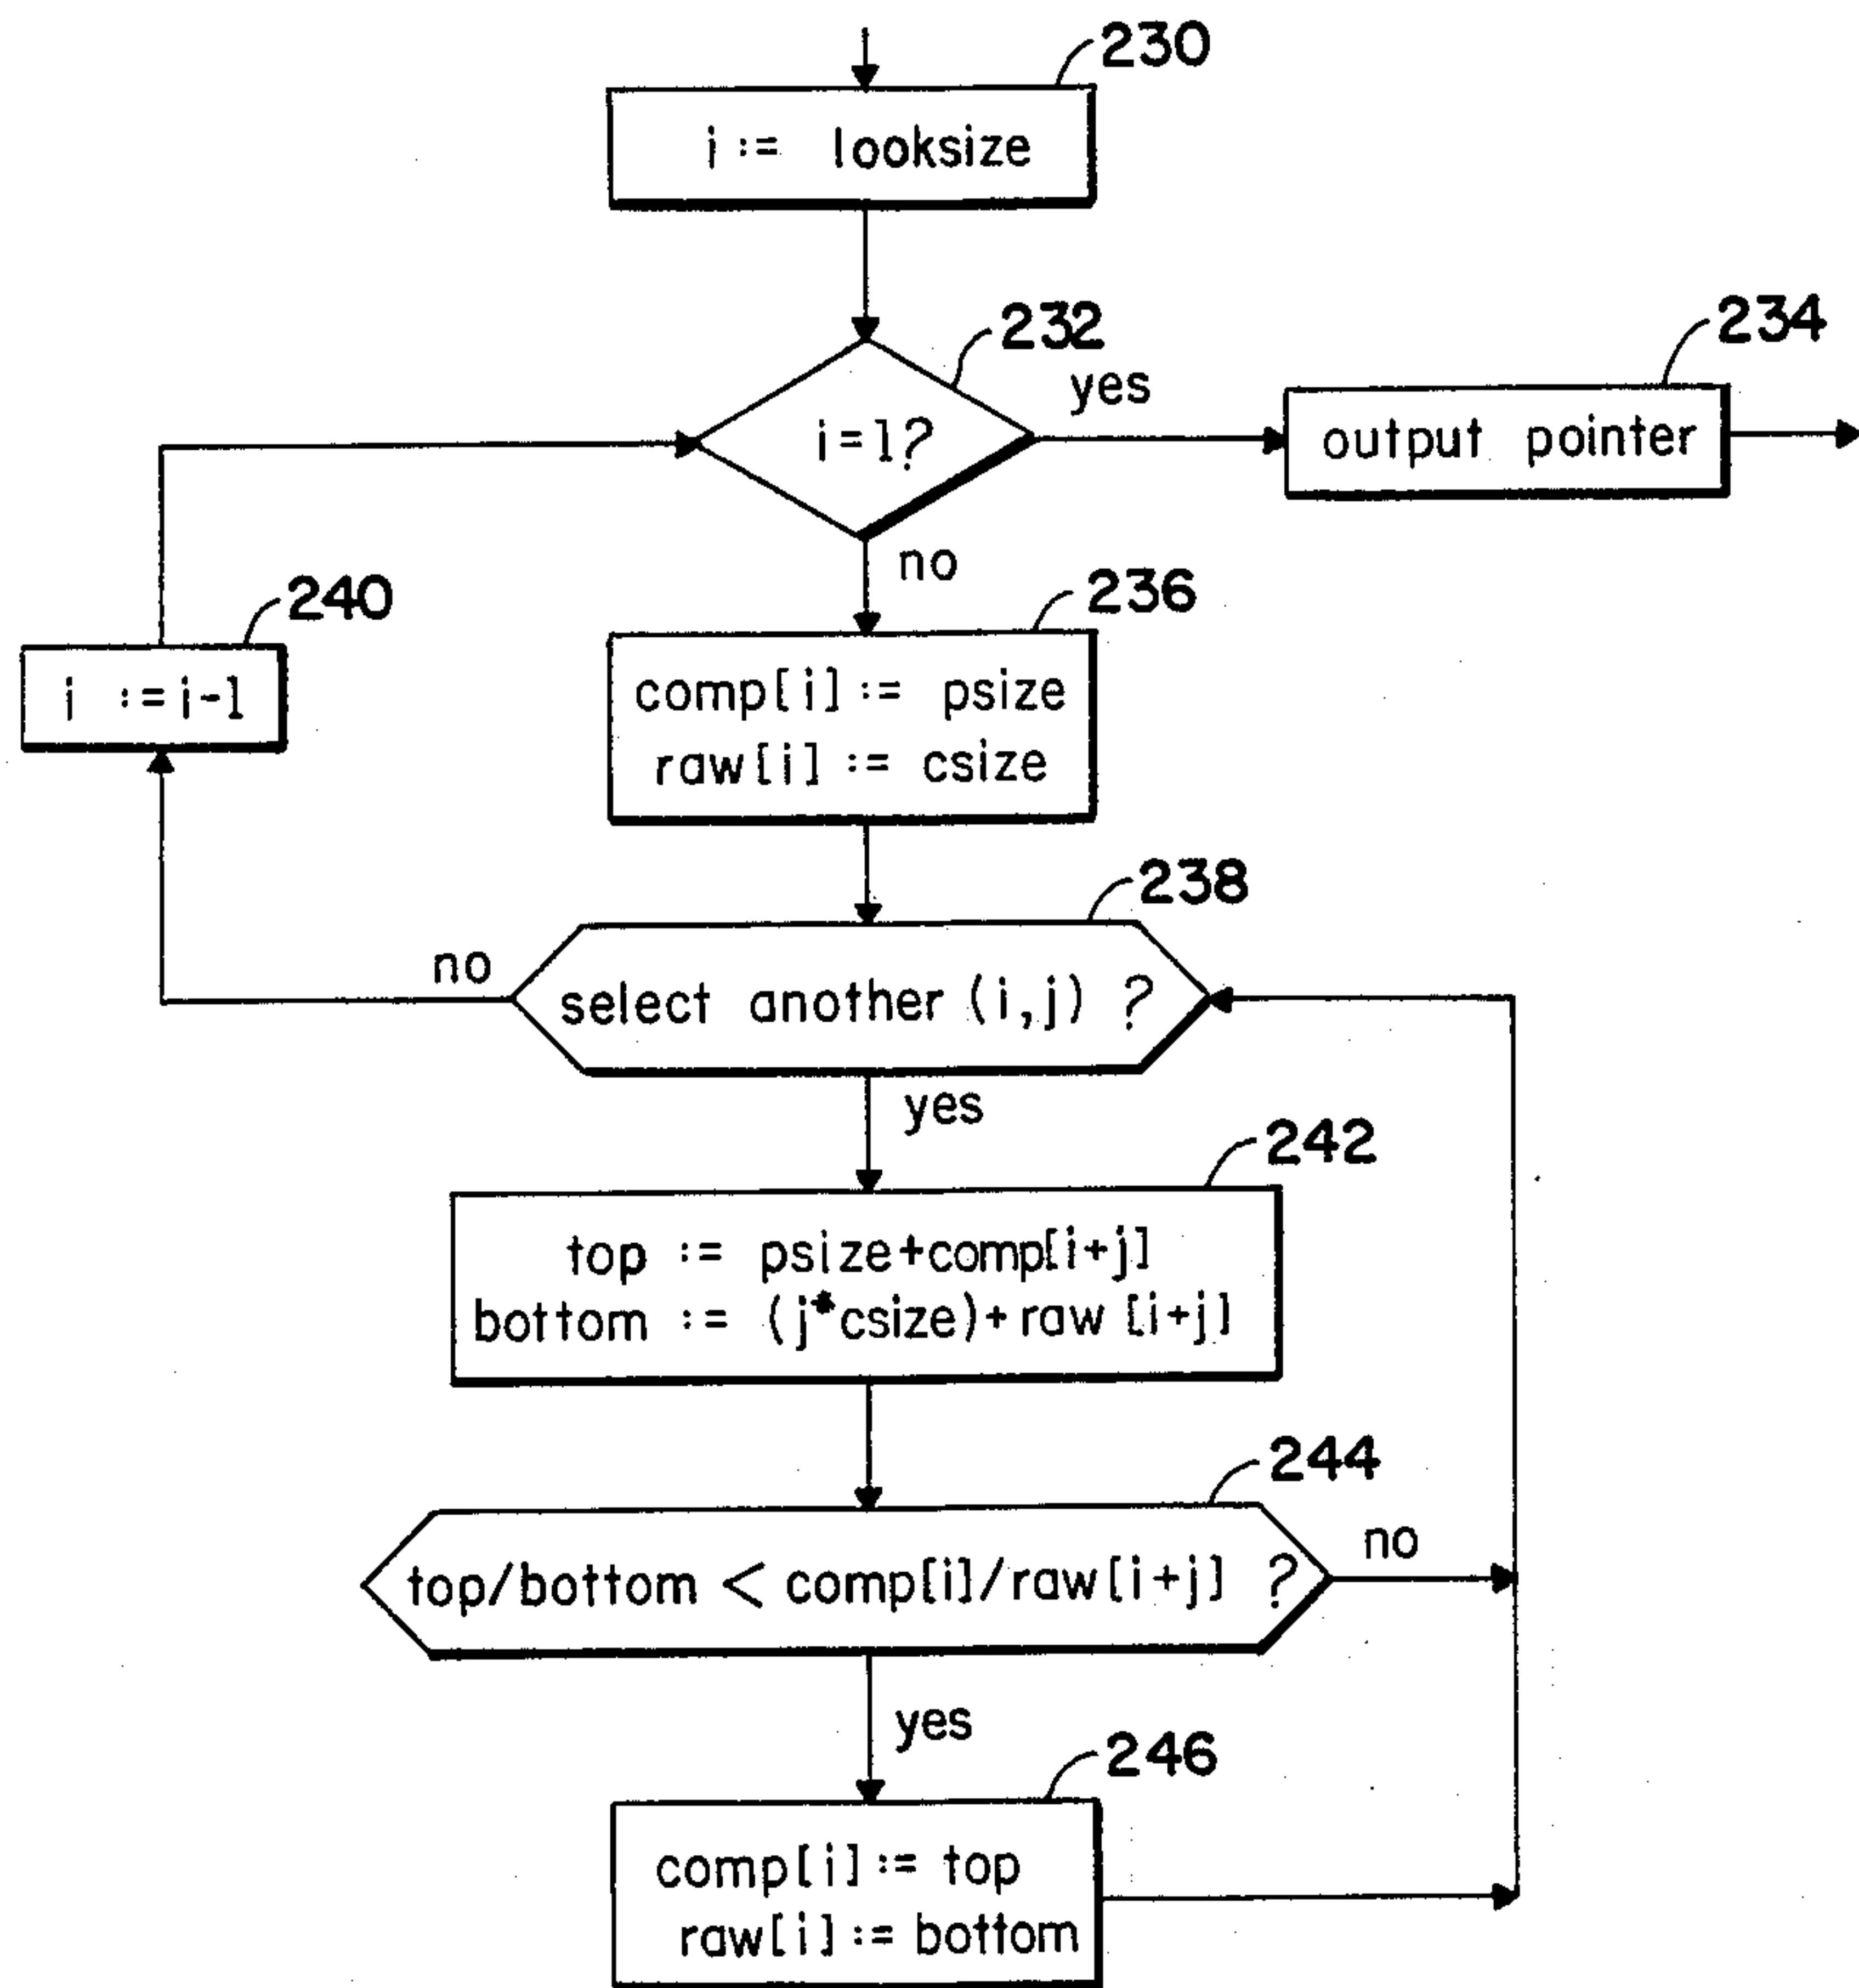 230
i := looksize
232
234
yes
i=1?
output pointer
no
240
236
i :=i-1
comp[i] := psize
raw[i] := csize
238
no
select another (i,j) ?
yes
242
top := psize+comp[i+j]
bottom := (j*csize)+raw [i+j]
244
no
top/bottom < comp[i]/raw[i+j] ?
yes
246
comp[i] := top
raw[i] := bottom